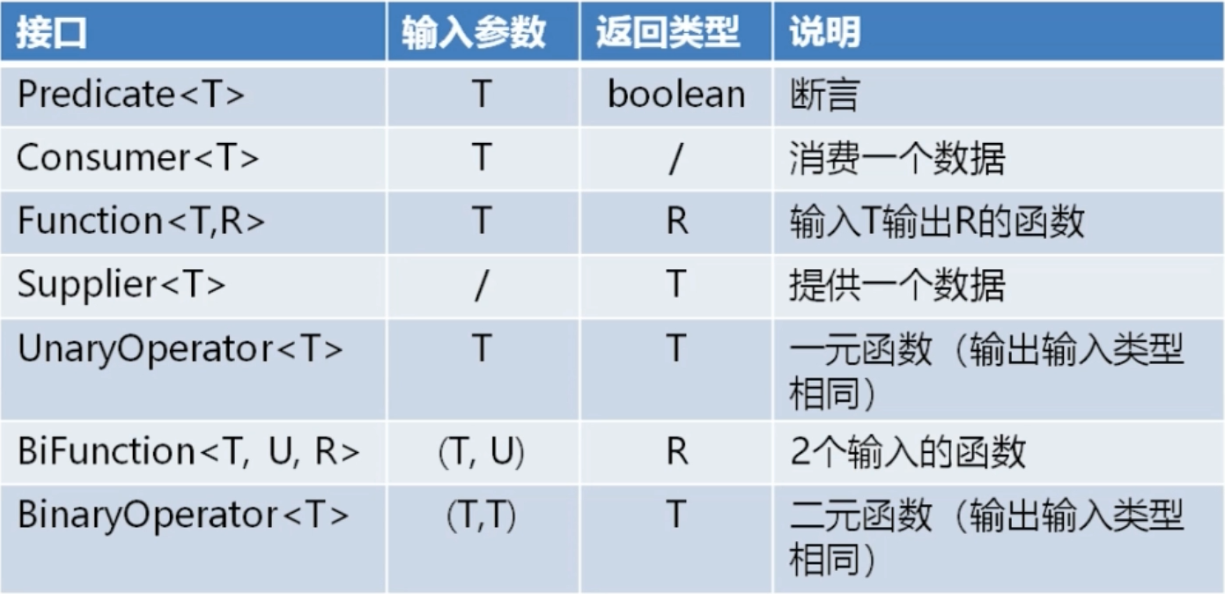 接口 输入参数 返回类型 说明
Predicate<T> T boolean 断言
Consumer<T> T / 消费一个数据
Function<T,R> T R 输入T输出R的函数
Supplier<T> / T 提供一个数据
UnaryOperator<T> T T 一元函数（输出输入类型
相同）
BiFunction<T, U, R> (T, U) R 2个输入的函数
BinaryOperator<T> (T,T) T 二元函数（输出输入类型
相同）